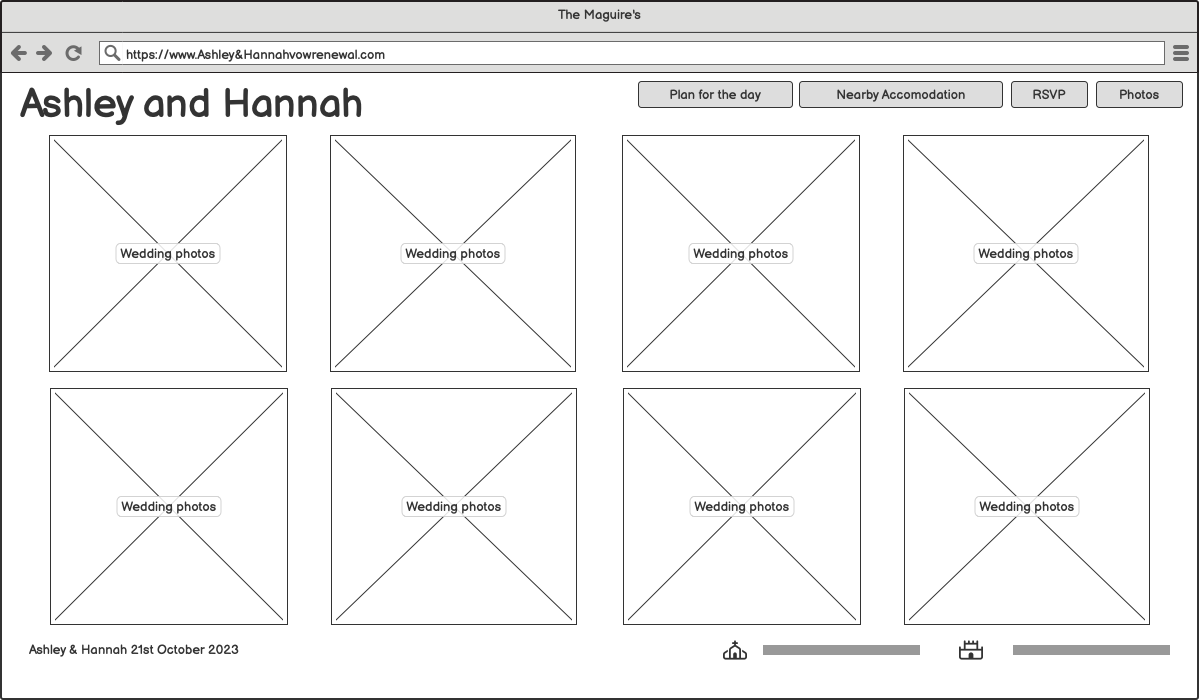 The Maguire's
https://www.Ashley&Hannahvowrenewal.com
Ashley and Hannah
Plan for the day
Nearby Accomodation
RSVP
Photos
Wedding photos
Wedding photos
Wedding photos
Wedding photos
Wedding photos
Wedding photos
Wedding photos
Wedding photos
Ashley & Hannah 21st October 2023